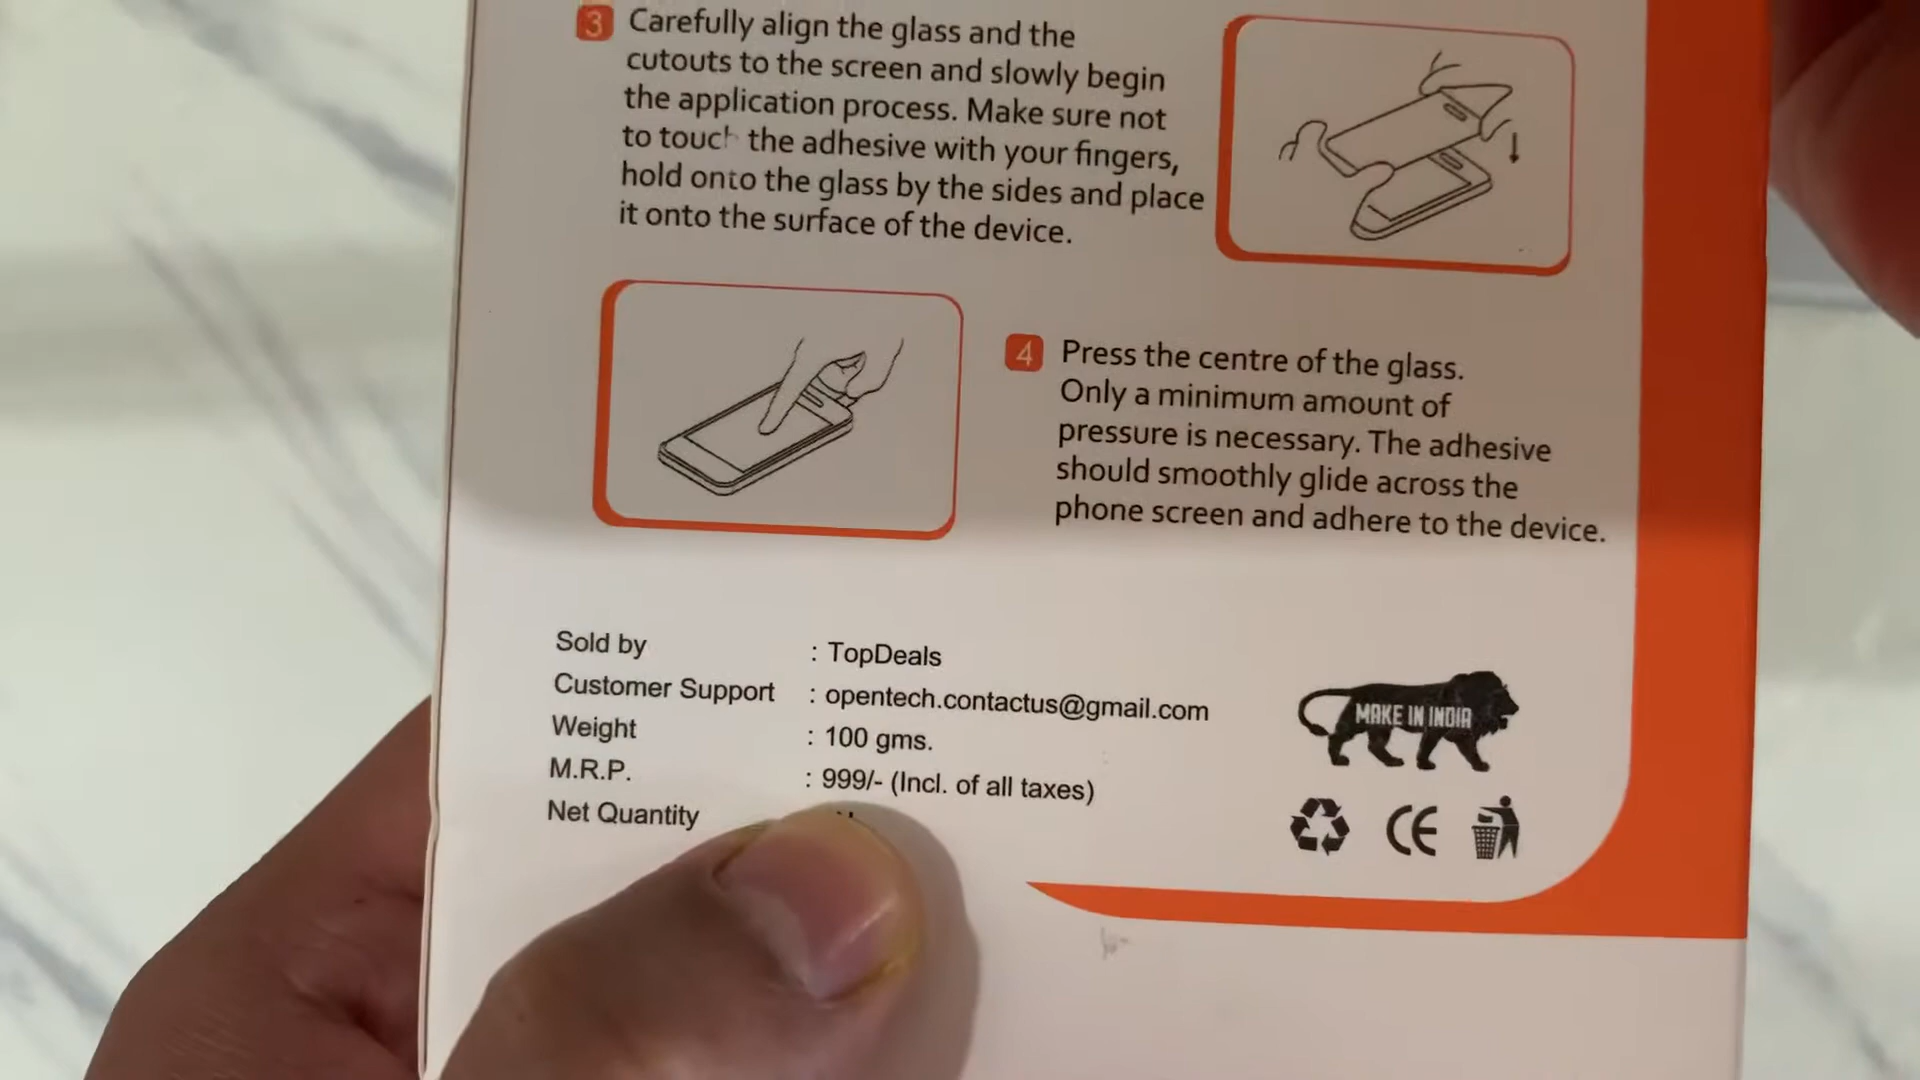 3 Carefully align the glass and the
cutouts to the screen and slowly begin
the application process. Make sure not
to touch the adhesive with your fingers,
hold onto the glass by the sides and place
it onto the surface of the device.
4 Press the centre of the glass.
Only a minimum amount of
pressure is necessary. The adhesive
should smoothly glide across the
phone screen and adhere to the device.
Sold by : TopDeals
Customer Support : opentech.contactus@gmail.com
Weight : 100 gms.
M.R.P. : 999/- (Incl. of all taxes)
Net Quantity
MAKE IN INDIA
CE